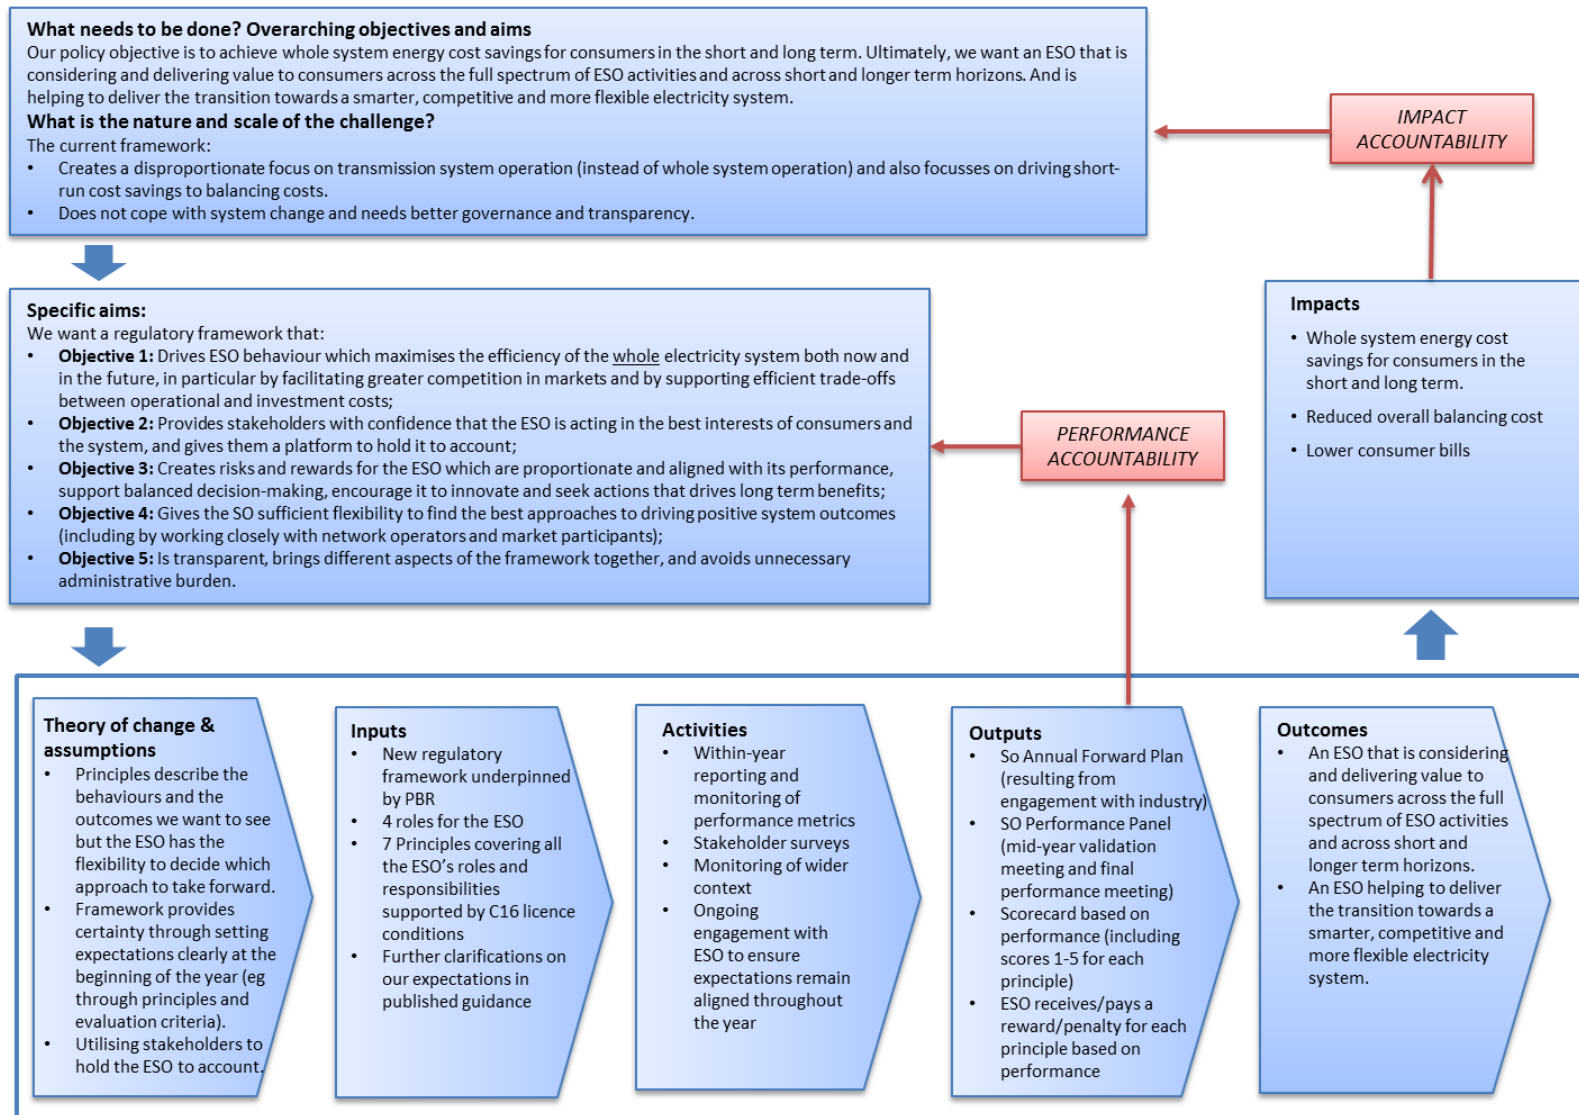 What needs to be done? Overarching objectives and aims
Our policy objective is to achieve whole system energy cost savings for consumers in the short and long term. Ultimately, we want an ESO that is
considering and delivering value to consumers across the full spectrum of ESO activities and across short and longer term horizons. And is
helping to deliver the transition towards a smarter, competitive and more flexible electricity system.
What is the nature and scale of the challenge?
The current framework:
• Creates a disproportionate focus on transmission system operation (instead of whole system operation) and also focusses on driving short-
run cost savings to balancing costs.
• Does not cope with system change and needs better governance and transparency.
IMPACT
ACCOUNTABILITY
Specific aims:
We want a regulatory framework that:
• Objective 1: Drives ESO behaviour which maximises the efficiency of the whole electricity system both now and
in the future, in particular by facilitating greater competition in markets and by supporting efficient trade-offs
between operational and investment costs;
• Objective 2: Provides stakeholders with confidence that the ESO is acting in the best interests of consumers and
the system, and gives them a platform to hold it to account;
• Objective 3: Creates risks and rewards for the ESO which are proportionate and aligned with its performance,
support balanced decision-making, encourage it to innovate and seek actions that drives long term benefits;
• Objective 4: Gives the SO sufficient flexibility to find the best approaches to driving positive system outcomes
(including by working closely with network operators and market participants);
• Objective 5: Is transparent, brings different aspects of the framework together, and avoids unnecessary
administrative burden.
PERFORMANCE
ACCOUNTABILITY
Impacts
• Whole system energy cost
savings for consumers in the
short and long term.
• Reduced overall balancing cost
• Lower consumer bills
Theory of change &
assumptions
• Principles describe the
behaviours and the
outcomes we want to see
but the ESO has the
flexibility to decide which
approach to take forward.
• Framework provides
certainty through setting
expectations clearly at the
beginning of the year (eg
through principles and
evaluation criteria).
• Utilising stakeholders to
hold the ESO to account.
Inputs
• New regulatory
framework underpinned
by PBR
• 4 roles for the ESO
• 7 Principles covering all
the ESO's roles and
responsibilities
supported by C16 licence
conditions
• Further clarifications on
our expectations in
published guidance
Activities
• Within-year
reporting and
monitoring of
performance metrics
• Stakeholder surveys
• Monitoring of wider
context
• Ongoing
engagement with
ESO to ensure
expectations remain
aligned throughout
the year
Outputs
• So Annual Forward Plan
(resulting from
engagement with industry)
• SO Performance Panel
(mid-year validation
meeting and final
performance meeting)
• Scorecard based on
performance (including
scores 1-5 for each
principle)
• ESO receives/pays a
reward/penalty for each
principle based on
performance
Outcomes
• An ESO that is considering
and delivering value to
consumers across the full
spectrum of ESO activities
and across short and
longer term horizons.
• An ESO helping to deliver
the transition towards a
smarter, competitive and
more flexible electricity
system.